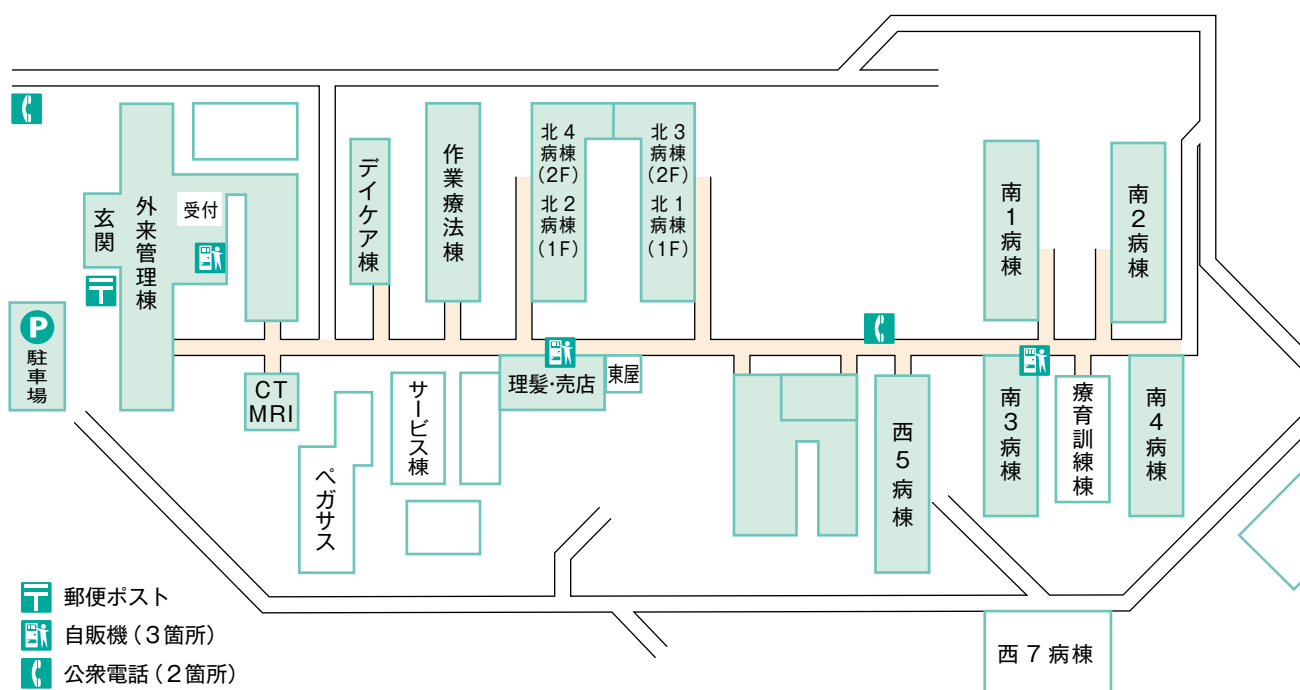 玄関
外来管理棟
受付
P
駐車場
CT
MRI
デイケア棟
作業療法棟
北4
病棟
(2F)
北2
病棟
(1F)
北3
病棟
(2F)
北1
病棟
(1F)
理髪・売店
東屋
サービス棟
ペガサス
西5病棟
南1病棟
南2病棟
南3病棟
療育訓練棟
南4病棟
西7病棟
郵便ポスト
自販機(3箇所)
公衆電話(2箇所)